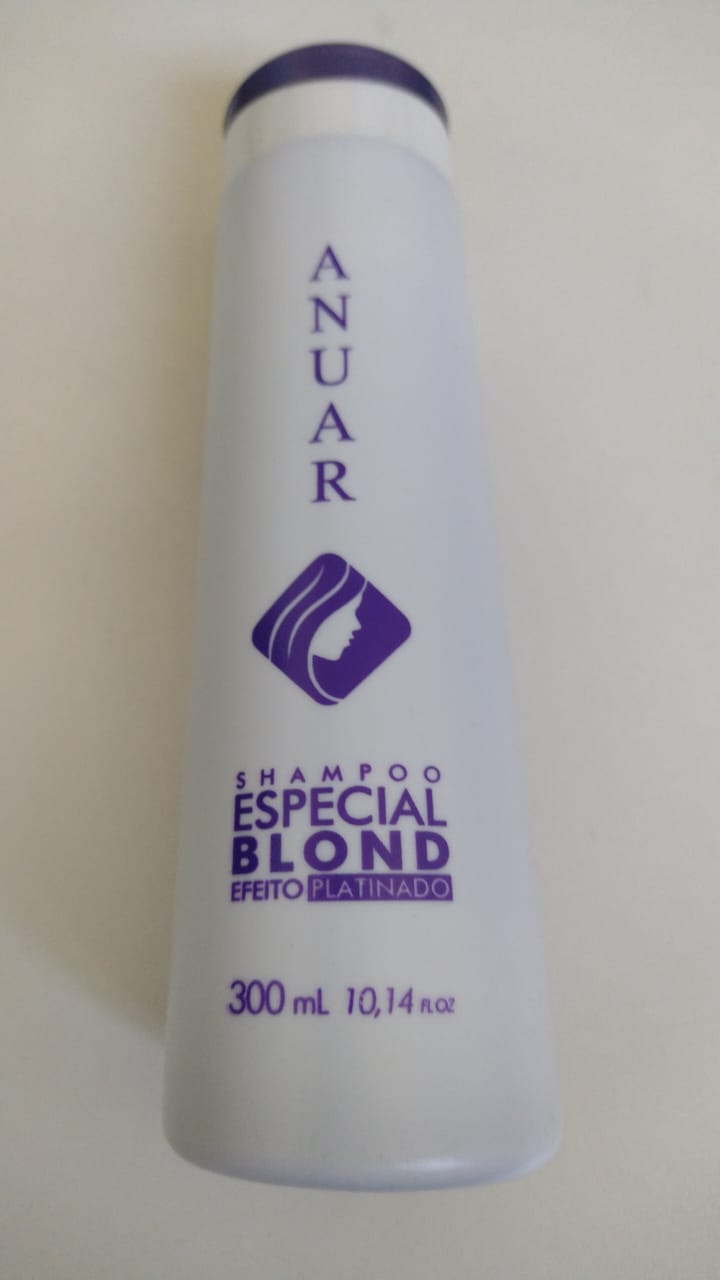 ANUAR
SHAMPOO
ESPECIAL
BLOND
EFEITO PLATINADO
300 mL 10,14 FL OZ